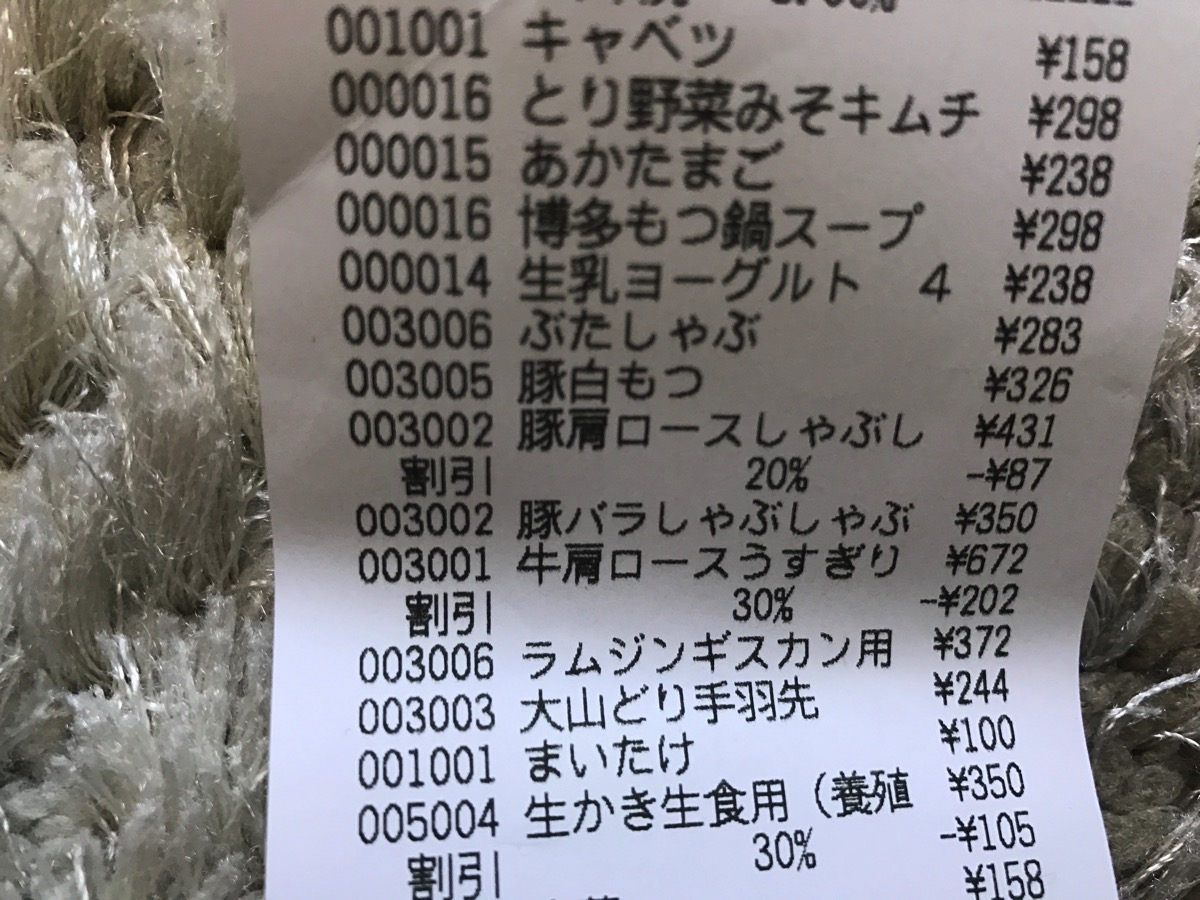 001001 キャベツ ¥158
000016 とり野菜みそキムチ ¥298
000015 あかたまご ¥238
000016 博多もつ鍋スープ ¥298
000014 生乳ヨーグルト 4 ¥238
003006 ぶたしゃぶ ¥283
003005 豚白もつ ¥326
003002 豚肩ロースしゃぶし ¥431
割引 20% -¥87
003002 豚バラしゃぶしゃぶ ¥350
003001 牛肩ロースうすぎり ¥672
割引 30% -¥202
003006 ラムジンギスカン用 ¥372
003003 大山どり手羽先 ¥244
001001 まいたけ ¥100
005004 生かき生食用(養殖 ¥350
割引 30% -¥105
¥158